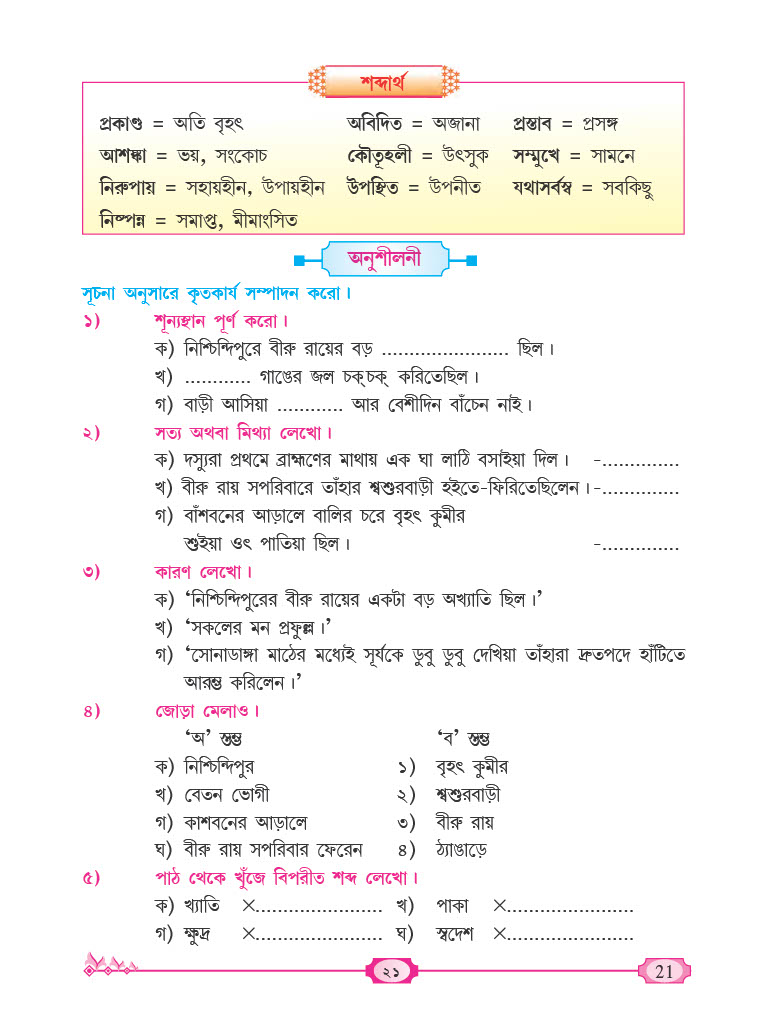 শব্দার্থ
প্রকাণ্ড = অতি বৃহৎ অবিদিত = অজানা প্রস্তাব = প্রসঙ্গ
আশঙ্কা = ভয়, সংকোচ কৌতূহলী = উৎসুক সম্মুখে = সামনে
নিরুপায় = সহায়হীন, উপায়হীন উপস্থিত = উপনীত যথাসর্বস্ব = সবকিছু
নিষ্পন্ন = সমাপ্ত, মীমাংসিত
অনুশীলনী
সূচনা অনুসারে কৃতকার্য সম্পাদন করো।
১) শূন্যস্থান পূর্ণ করো।
ক) নিশ্চিন্দিপুরে বীরু রায়ের বড় ....................... ছিল।
খ) ............ গাঙের জল চক্‌চক্‌ করিতেছিল।
গ) বাড়ী আসিয়া ............ আর বেশীদিন বাঁচেন নাই।
২) সত্য অথবা মিথ্যা লেখো।
ক) দস্যুরা প্রথমে ব্রাহ্মণের মাথায় এক ঘা লাঠি বসাইয়া দিল। -..............
খ) বীরু রায় সপরিবারে তাঁহার শ্বশুরবাড়ী হইতে-ফিরিতেছিলেন। -..............
গ) বাঁশবনের আড়ালে বালির চরে বৃহৎ কুমীর
শুইয়া ওৎ পাতিয়া ছিল। -..............
৩) কারণ লেখো।
ক) ‘নিশ্চিন্দিপুরের বীরু রায়ের একটা বড় অখ্যাতি ছিল।’
খ) ‘সকলের মন প্রফুল্ল।’
গ) ‘সোনাডাঙ্গা মাঠের মধ্যেই সূর্যকে ডুবু ডুবু দেখিয়া তাঁহারা দ্রুতপদে হাঁটিতে
আরম্ভ করিলেন।’
৪) জোড়া মেলাও।
‘অ’ স্তম্ভ ‘ব’ স্তম্ভ
ক) নিশ্চিন্দিপুর ১) বৃহৎ কুমীর
খ) বেতন ভোগী ২) শ্বশুরবাড়ী
গ) কাশবনের আড়ালে ৩) বীরু রায়
ঘ) বীরু রায় সপরিবার ফেরেন ৪) ঠ্যাঙাড়ে
৫) পাঠ থেকে খুঁজে বিপরীত শব্দ লেখো।
ক) খ্যাতি ×....................... খ) পাকা ×.......................
গ) ক্ষুদ্র ×....................... ঘ) স্বদেশ ×.......................
২১ 21